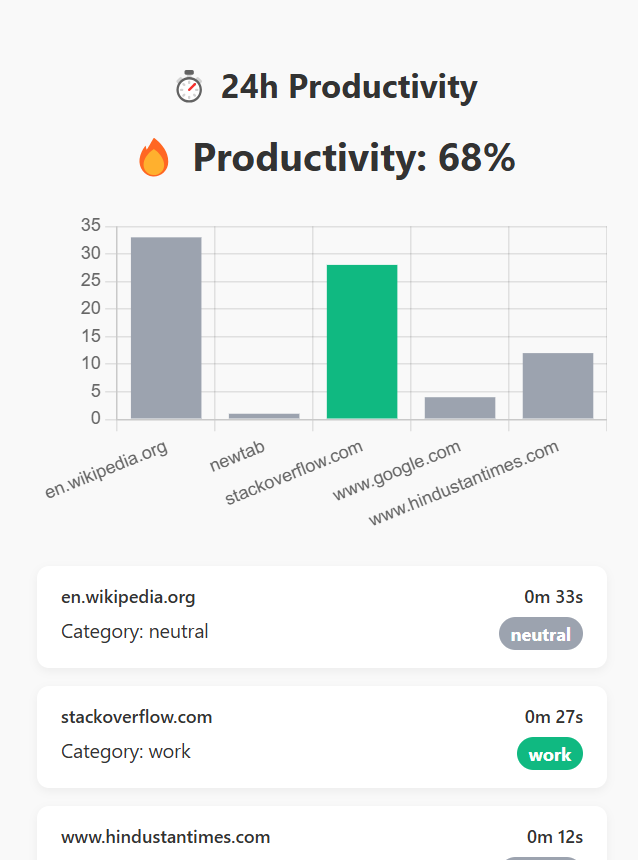 24h Productivity
Productivity: 68%
35
30
25
20
15
10
5
0
en.wikipedia.org
newtab
stackoverflow.com
www.google.com
www.hindustantimes.com
en.wikipedia.org 0m 33s
Category: neutral neutral
stackoverflow.com 0m 27s
Category: work work
www.hindustantimes.com 0m 12s